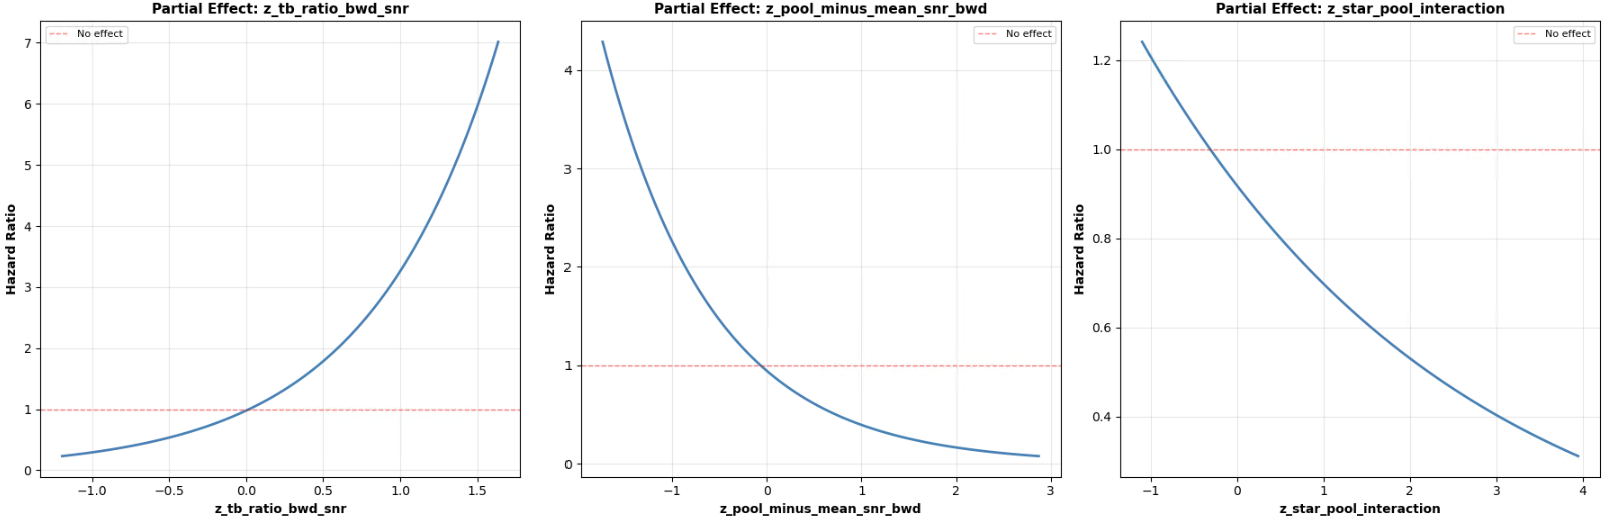 Partial Effect: z_tb_ratio_bwd_snr
No effect
7
6
5
4
3
2
1
0
Hazard Ratio
−1.0
−0.5
0.0
0.5
1.0
1.5
z_tb_ratio_bwd_snr
Partial Effect: z_pool_minus_mean_snr_bwd
No effect
4
3
2
1
0
Hazard Ratio
−1
0
1
2
3
z_pool_minus_mean_snr_bwd
Partial Effect: z_star_pool_interaction
No effect
1.2
1.0
0.8
0.6
0.4
Hazard Ratio
−1
0
1
2
3
4
z_star_pool_interaction